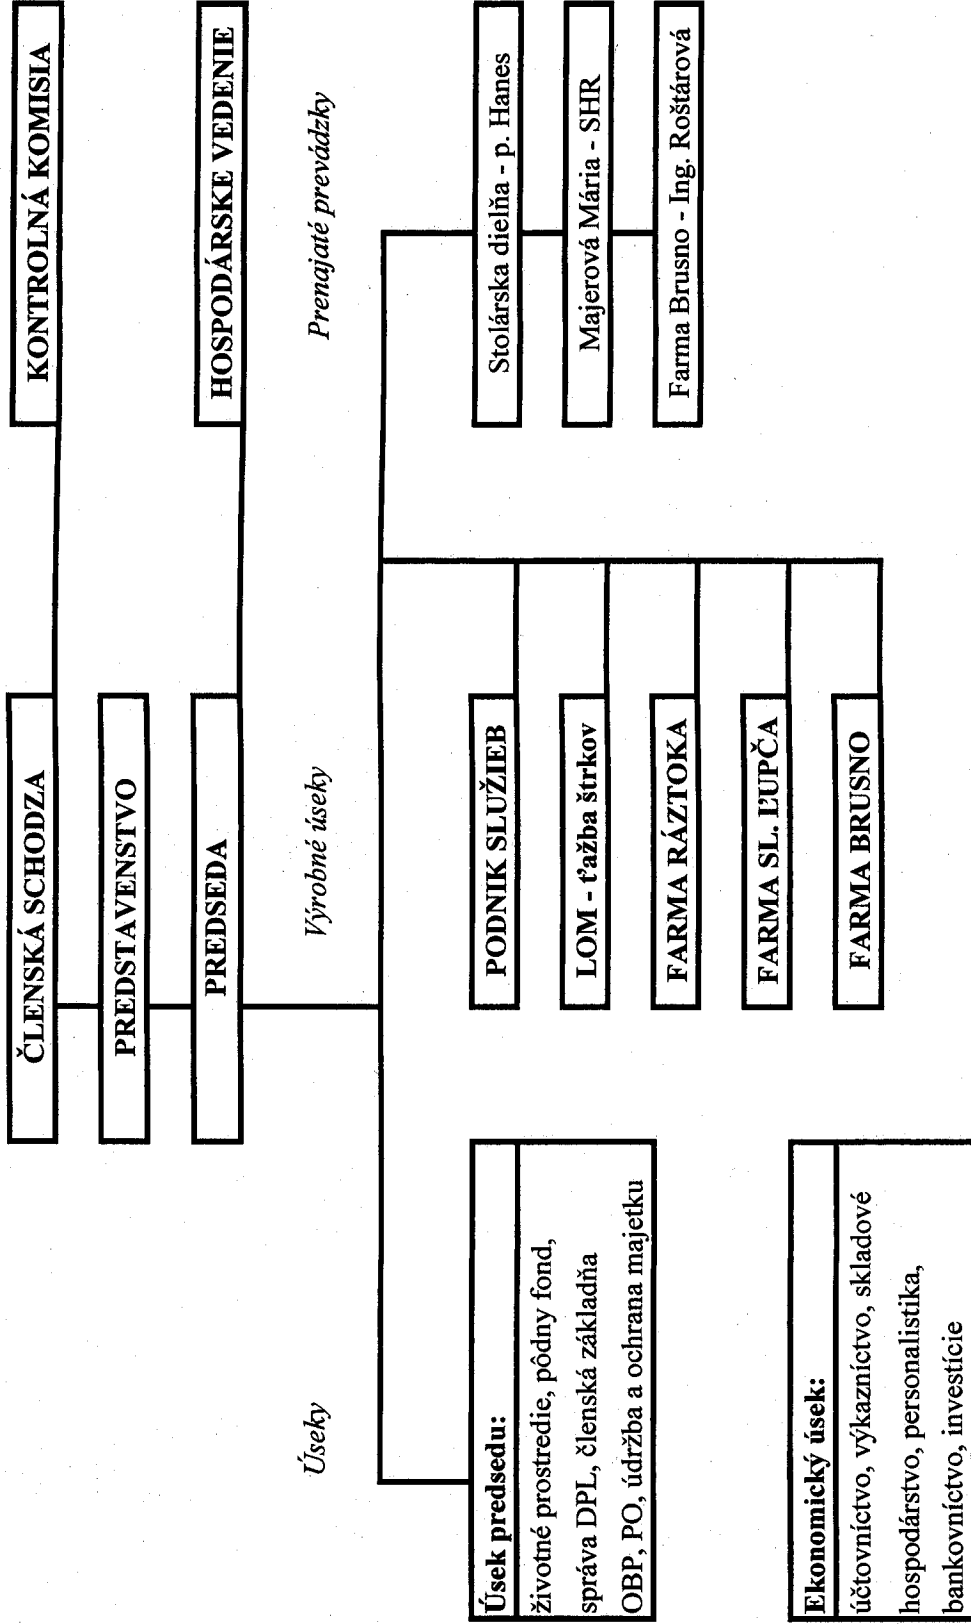 ČLENSKÁ SCHODZA
KONTROLNÁ KOMISIA
PREDSTAVENSTVO
PREDSEDA
HOSPODÁRSKE VEDENIE
Úseky
Výrobné úseky
Prenajaté prevádzky
Úsek predsedu:
životné prostredie, pôdny fond,
správa DPL, členská základňa
OBP, PO, údržba a ochrana majetku
Ekonomický úsek:
účtovníctvo, výkazníctvo, skladové
hospodárstvo, personalistika,
bankovníctvo, investície
PODNIK SLUŽIEB
LOM - ťažba štrkov
FARMA RÁZTOKA
FARMA SL. ĽUPČA
FARMA BRUSNO
Stolárska dielňa - p. Hanes
Majerová Mária - SHR
Farma Brusno - Ing. Roštárová